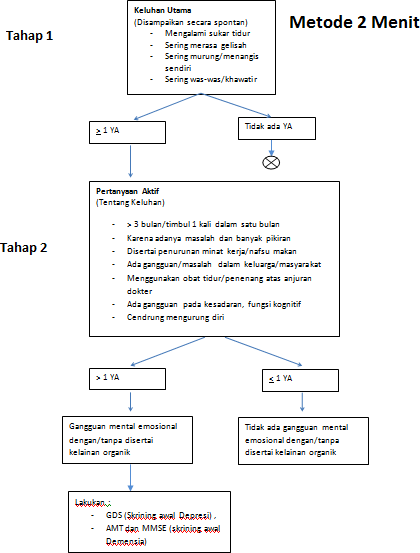 Metode 2 Menit
Tahap 1
Keluhan Utama
(Disampaikan secara spontan)
- Mengalami sukar tidur
- Sering merasa gelisah
- Sering murung/menangis
sendiri
- Sering was-was/khawatir
> 1 YA
Tidak ada YA
Tahap 2
Pertanyaan Aktif
(Tentang Keluhan)
- > 3 bulan/timbul 1 kali dalam satu bulan
- Karena adanya masalah dan banyak pikiran
- Disertai penurunan minat kerja/nafsu makan
- Ada gangguan/masalah dalam keluarga/masyarakat
- Menggunakan obat tidur/penenang atas anjuran
dokter
- Ada gangguan pada kesadaran, fungsi kognitif
- Cendrung mengurung diri
> 1 YA
< 1 YA
Gangguan mental emosional
dengan/tanpa disertai
kelainan organik
Tidak ada gangguan mental
emosional dengan/tanpa
disertai kelainan organik
Lakukan :
- GDS (Skrining awal Depresi) ,
- AMT dan MMSE (skrining awal
Demensia)